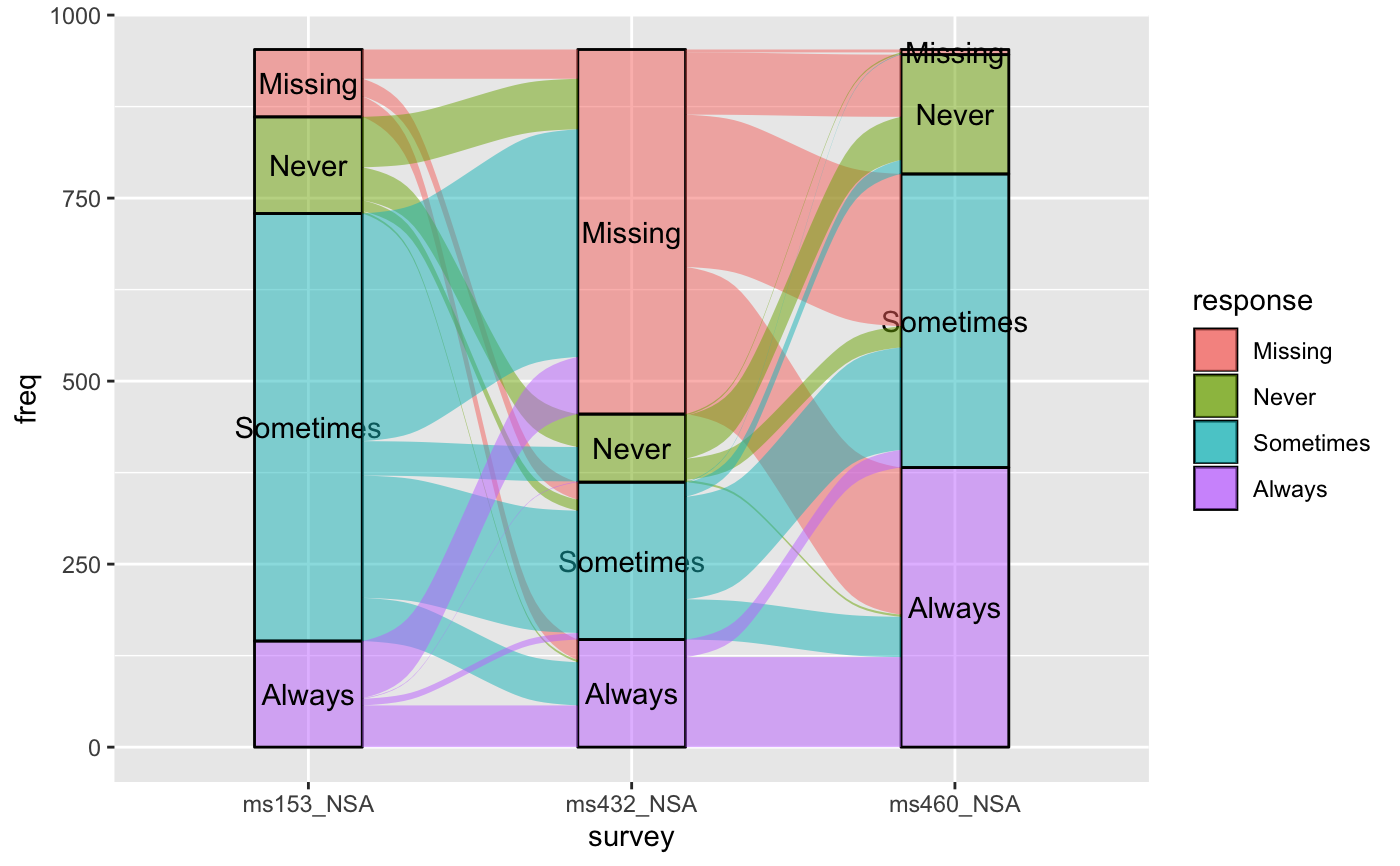 1000
750
500
250
0
freq
Missing
Never
Sometimes
Always
Missing
Never
Sometimes
Always
Missing
Never
Sometimes
Always
ms153_NSA ms432_NSA ms460_NSA
survey
response
Missing
Never
Sometimes
Always